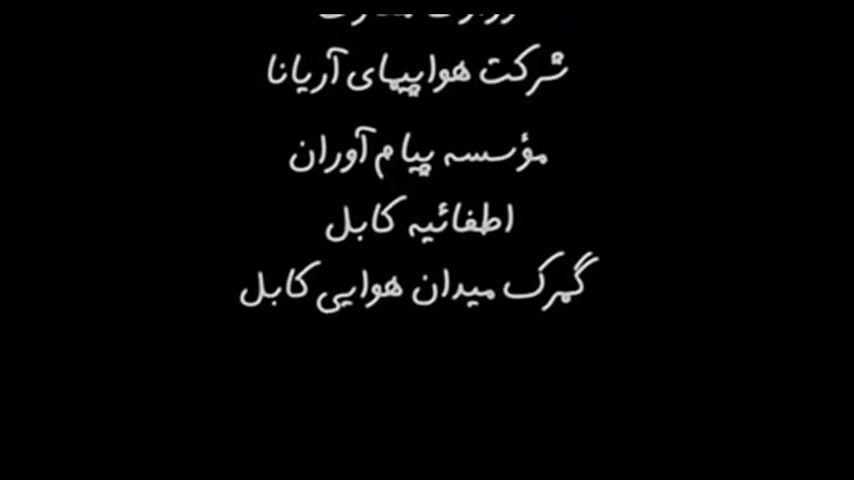 شرکت هواپیمای آریانا
مؤسسه پیام آوران
اطفائیه کابل
گمرک میدان هوایی کابل